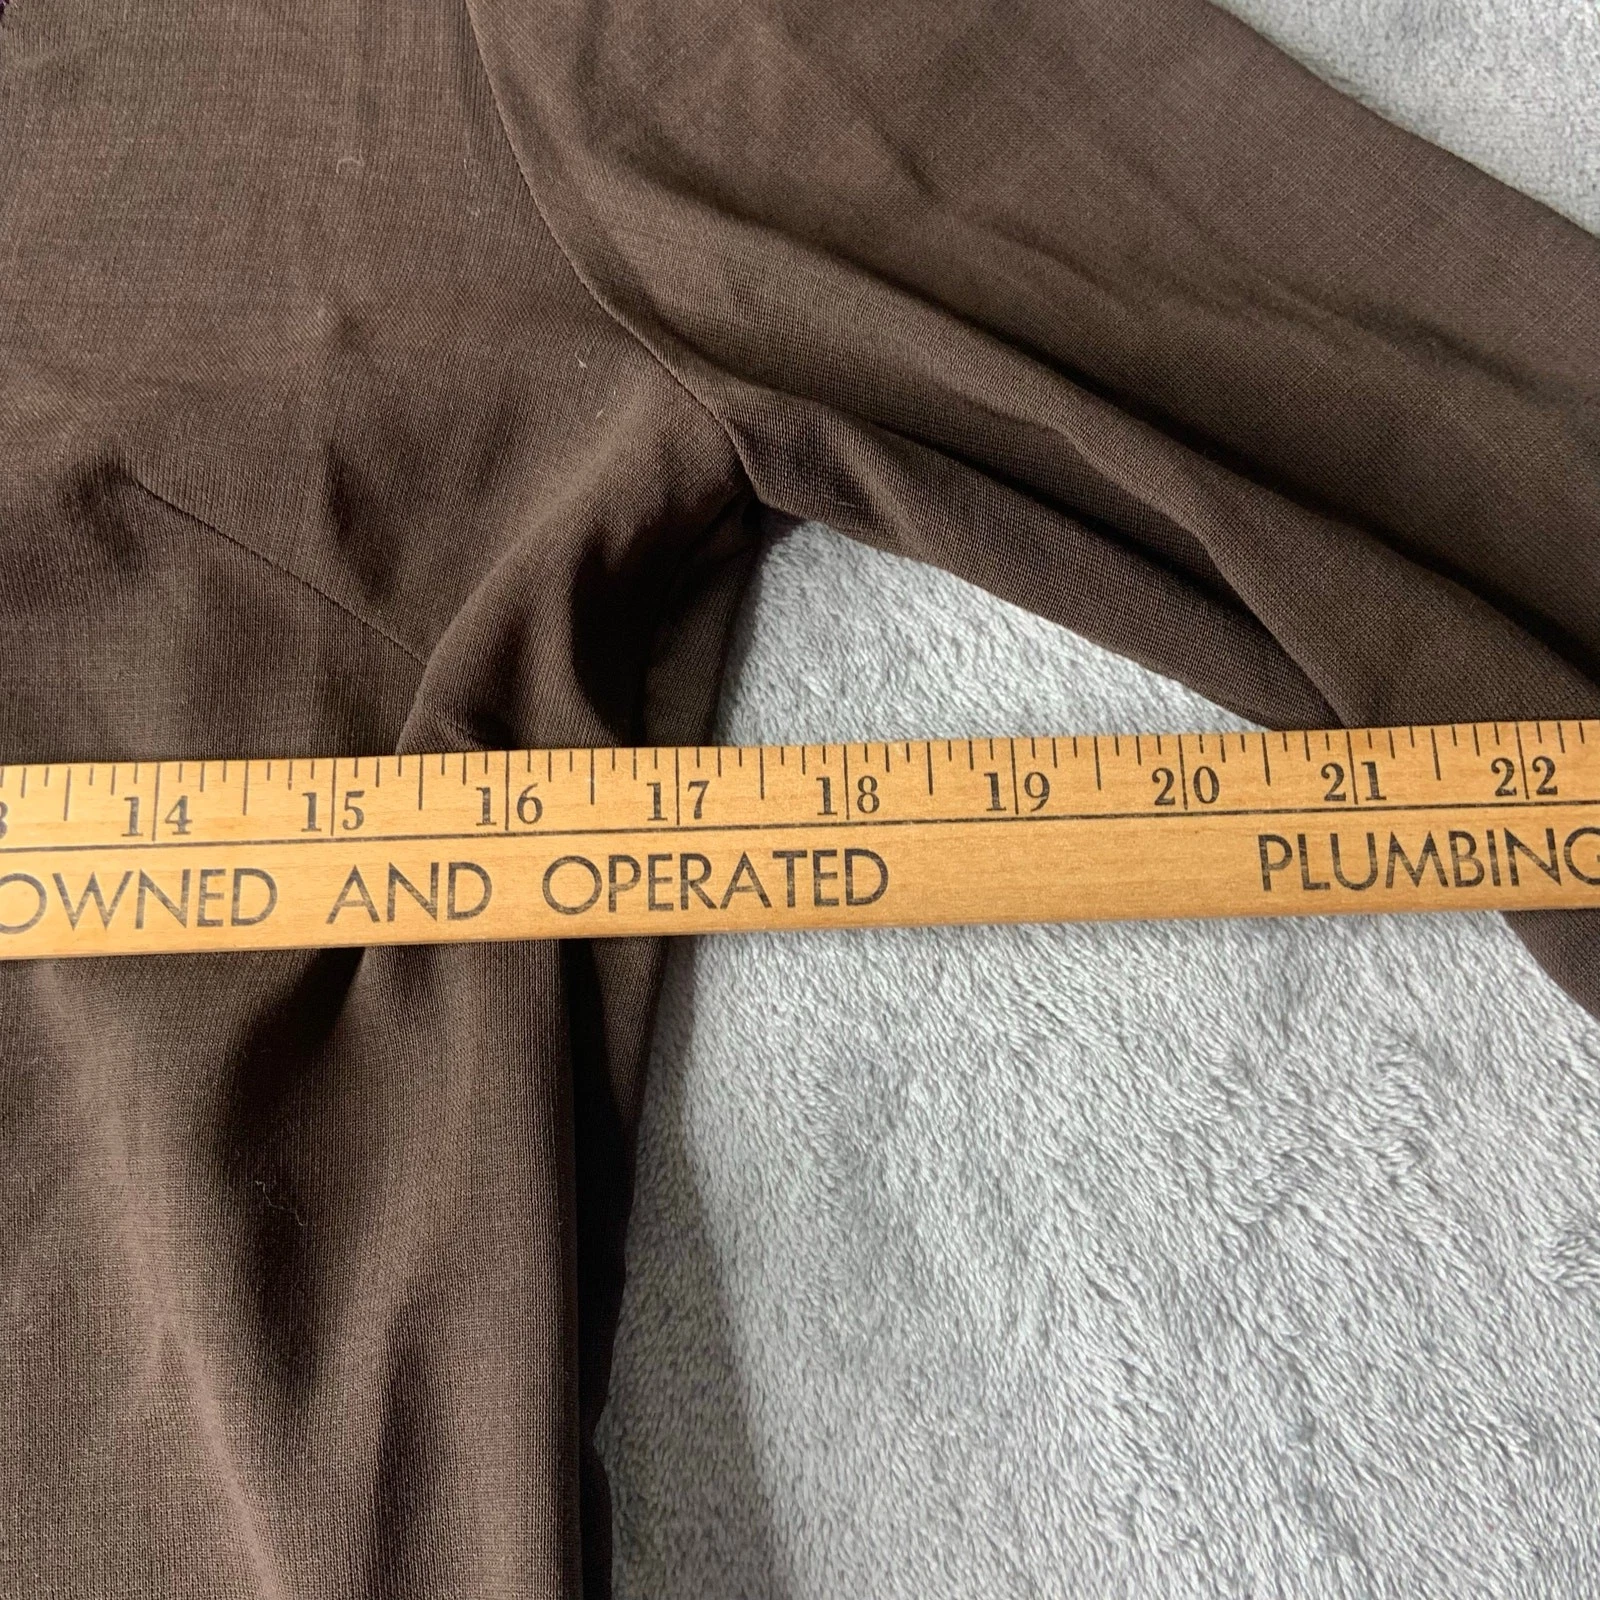 14 15 16 17 18 19 20 21 22
OWNED AND OPERATED PLUMBING